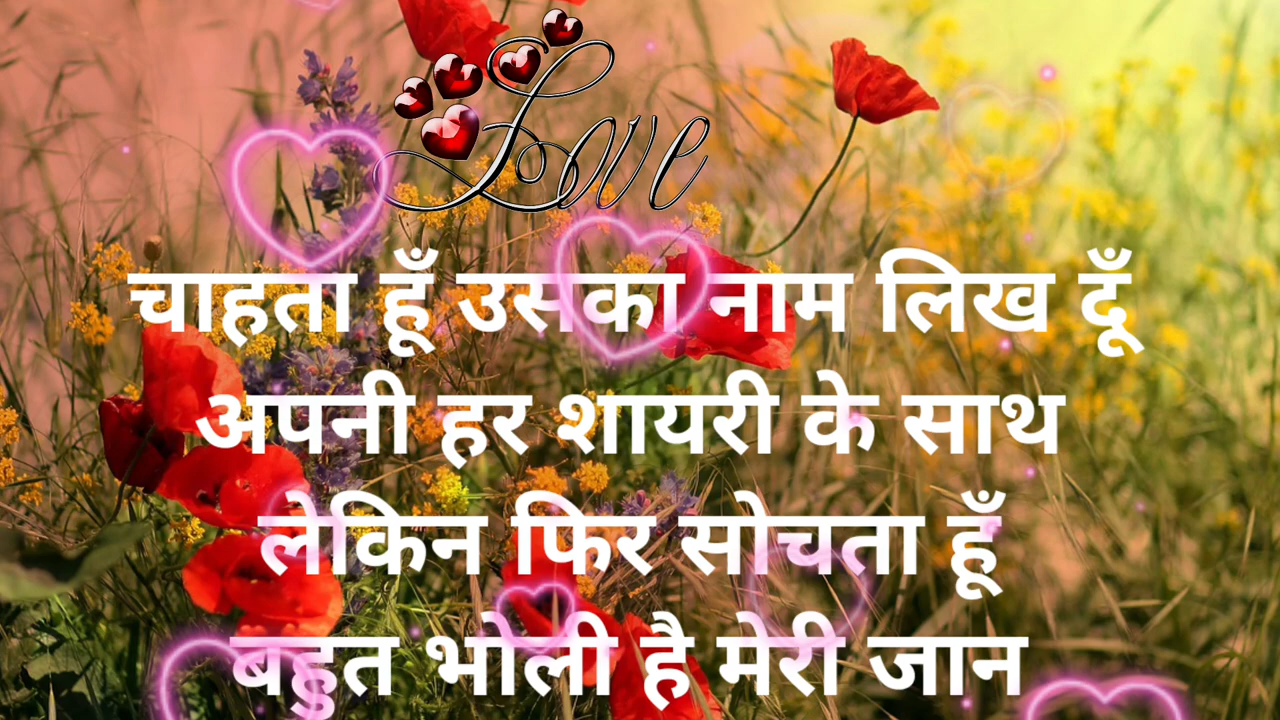 Love
चाहता हूँ उसका नाम लिख दूँ
अपनी हर शायरी के साथ
लेकिन फिर सोचता हूँ
बहुत भोली है मेरी जान